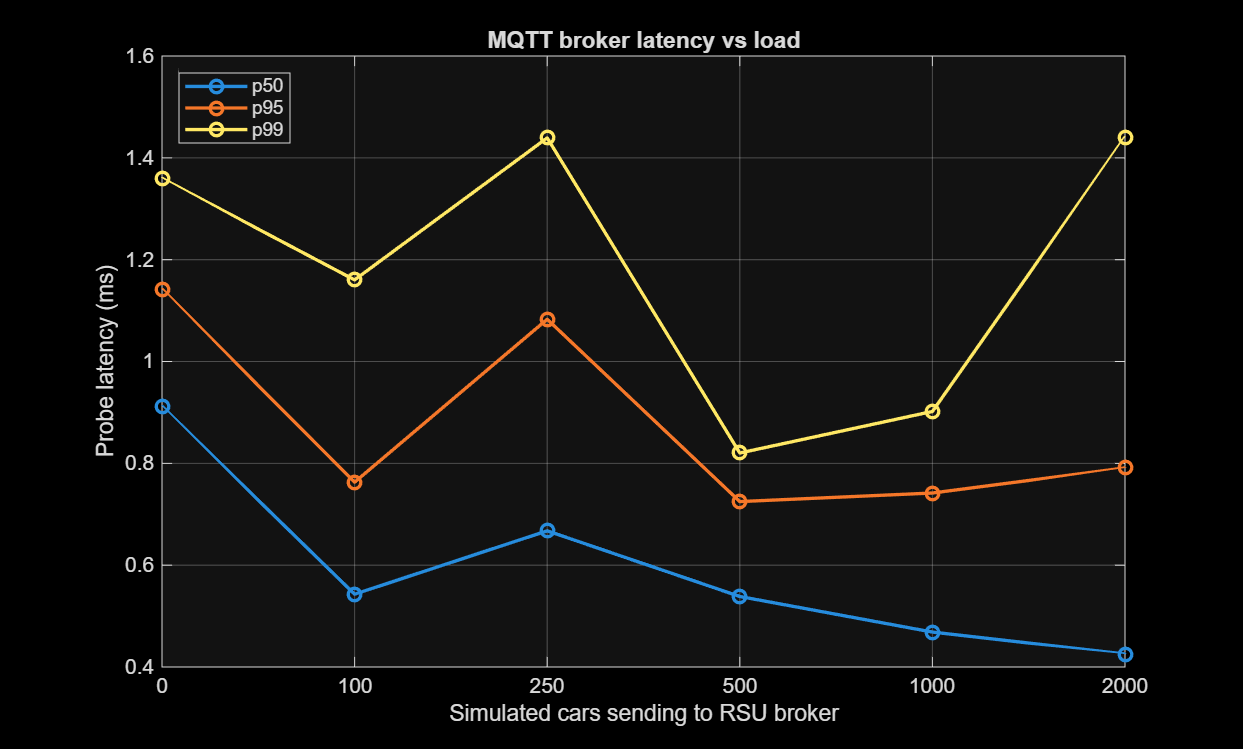 MQTT broker latency vs load
p50
p95
p99
1.6
1.4
1.2
1
0.8
0.6
0.4
Probe latency (ms)
0 100 250 500 1000 2000
Simulated cars sending to RSU broker